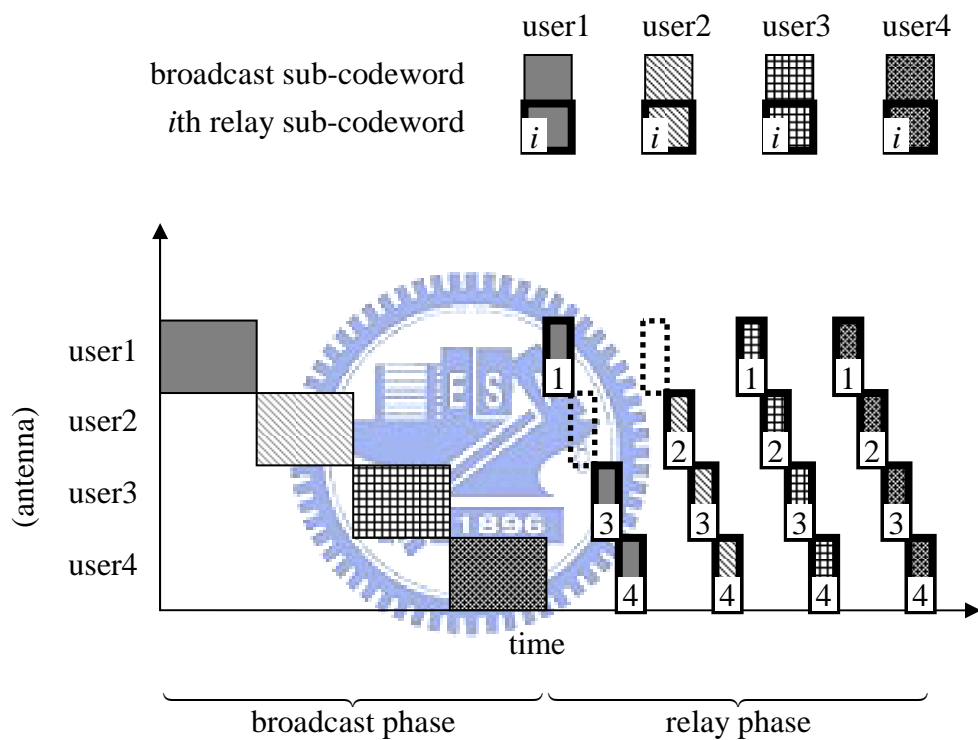 user1 user2 user3 user4
broadcast sub-codeword
ith relay sub-codeword
i i i i
(antenna)
user1
1 1 1
user2
E S
2 2 2
user3
1896
3 3 3 3
user4
4 4 4 4
time
broadcast phase relay phase